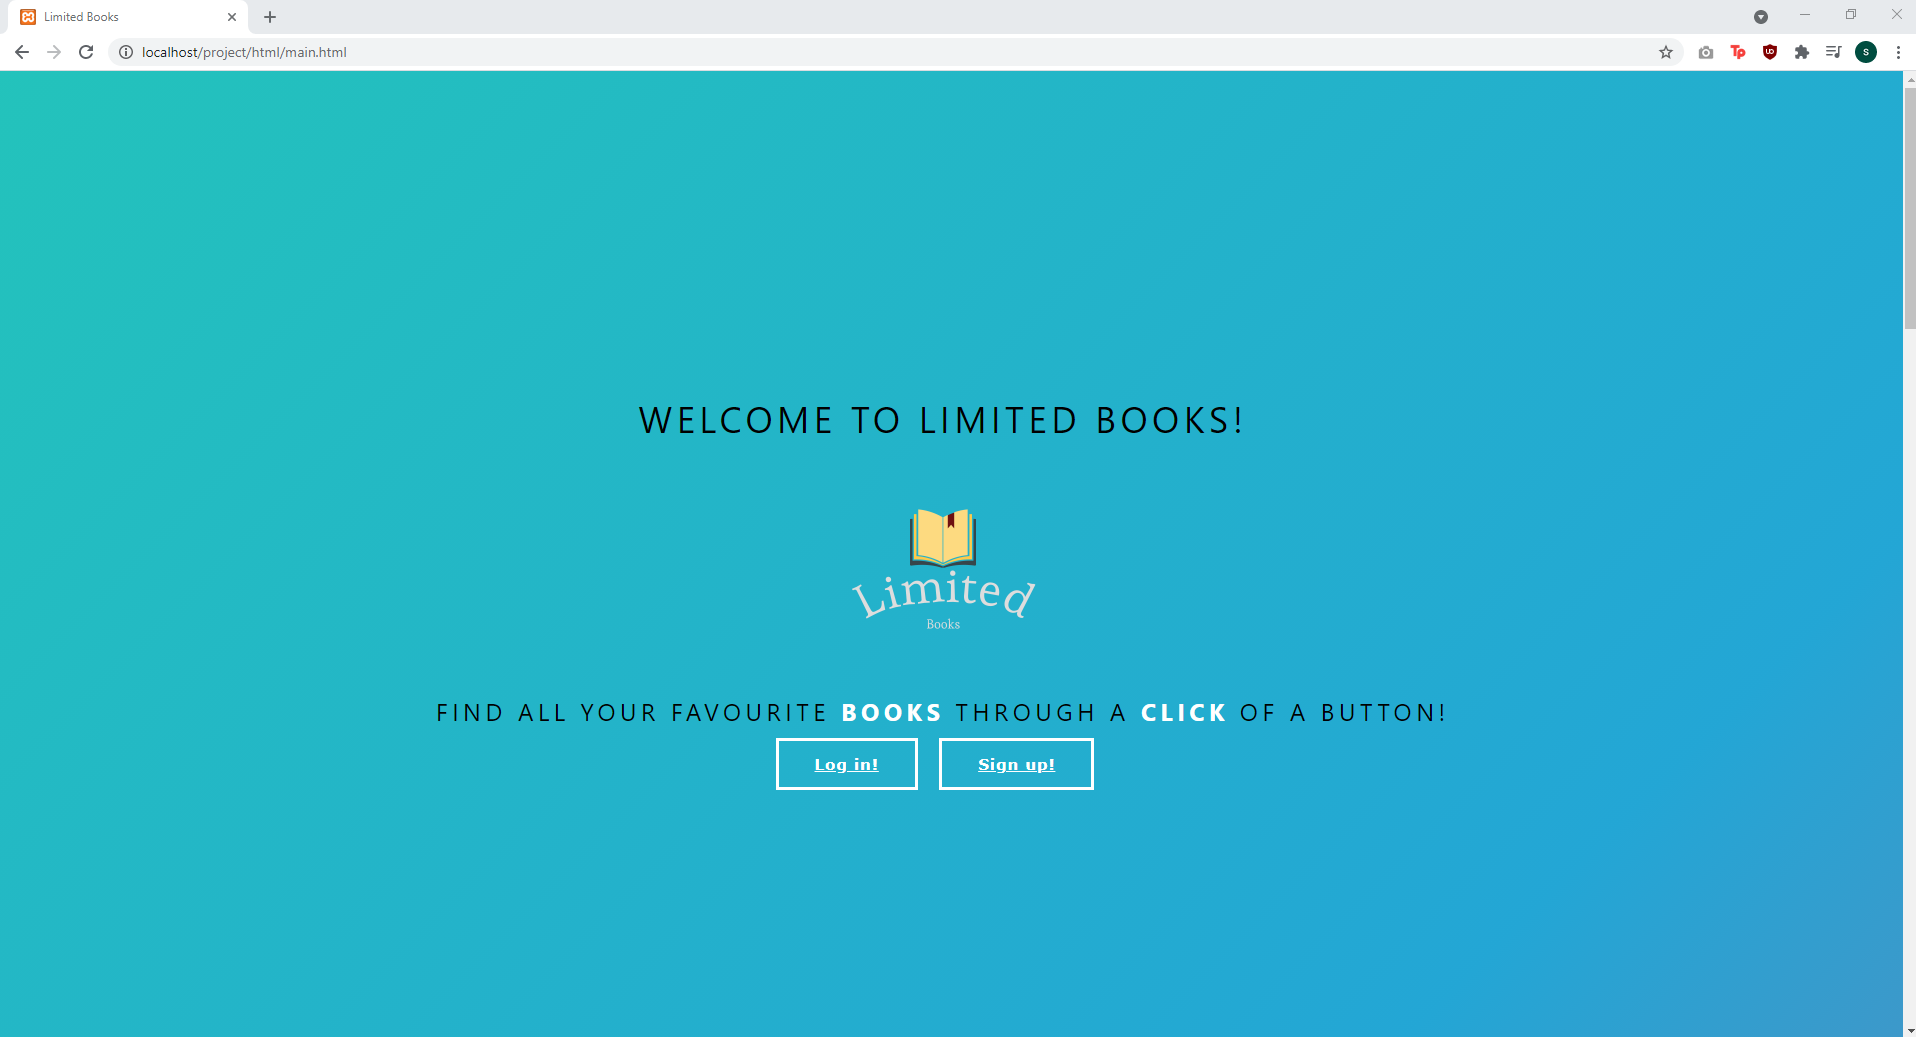 Limited Books
localhost/project/html/main.html
Tp
UD
S
WELCOME TO LIMITED BOOKS!
Limited
Books
FIND ALL YOUR FAVOURITE BOOKS THROUGH A CLICK OF A BUTTON!
Log in! Sign up!